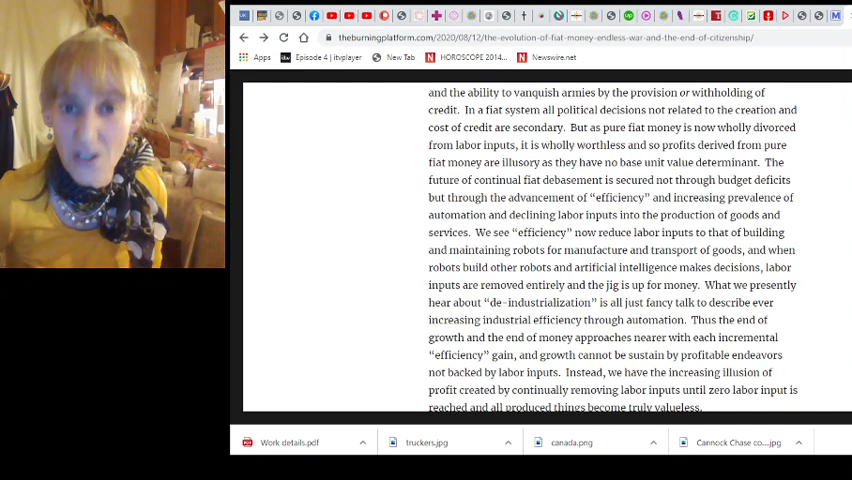 theburningplatform.com/2020/08/12/the-evolution-of-fiat-money-endless-war-and-the-end-of-citizenship/
Apps itv Episode 4 | itvplayer New Tab HOROSCOPE 2014... Newswire.net
and the ability to vanquish armies by the provision or withholding of
credit. In a fiat system all political decisions not related to the creation and
cost of credit are secondary. But as pure fiat money is now wholly divorced
from labor inputs, it is wholly worthless and so profits derived from pure
fiat money are illusory as they have no base unit value determinant. The
future of continual fiat debasement is secured not through budget deficits
but through the advancement of “efficiency” and increasing prevalence of
automation and declining labor inputs into the production of goods and
services. We see “efficiency” now reduce labor inputs to that of building
and maintaining robots for manufacture and transport of goods, and when
robots build other robots and artificial intelligence makes decisions, labor
inputs are removed entirely and the jig is up for money. What we presently
hear about “de-industrialization” is all just fancy talk to describe ever
increasing industrial efficiency through automation. Thus the end of
growth and the end of money approaches nearer with each incremental
“efficiency” gain, and growth cannot be sustain by profitable endeavors
not backed by labor inputs. Instead, we have the increasing illusion of
profit created by continually removing labor inputs until zero labor input is
reached and all produced things become truly valueless.
Work details.pdf truckers.jpg canada.png Cannock Chase co....jpg